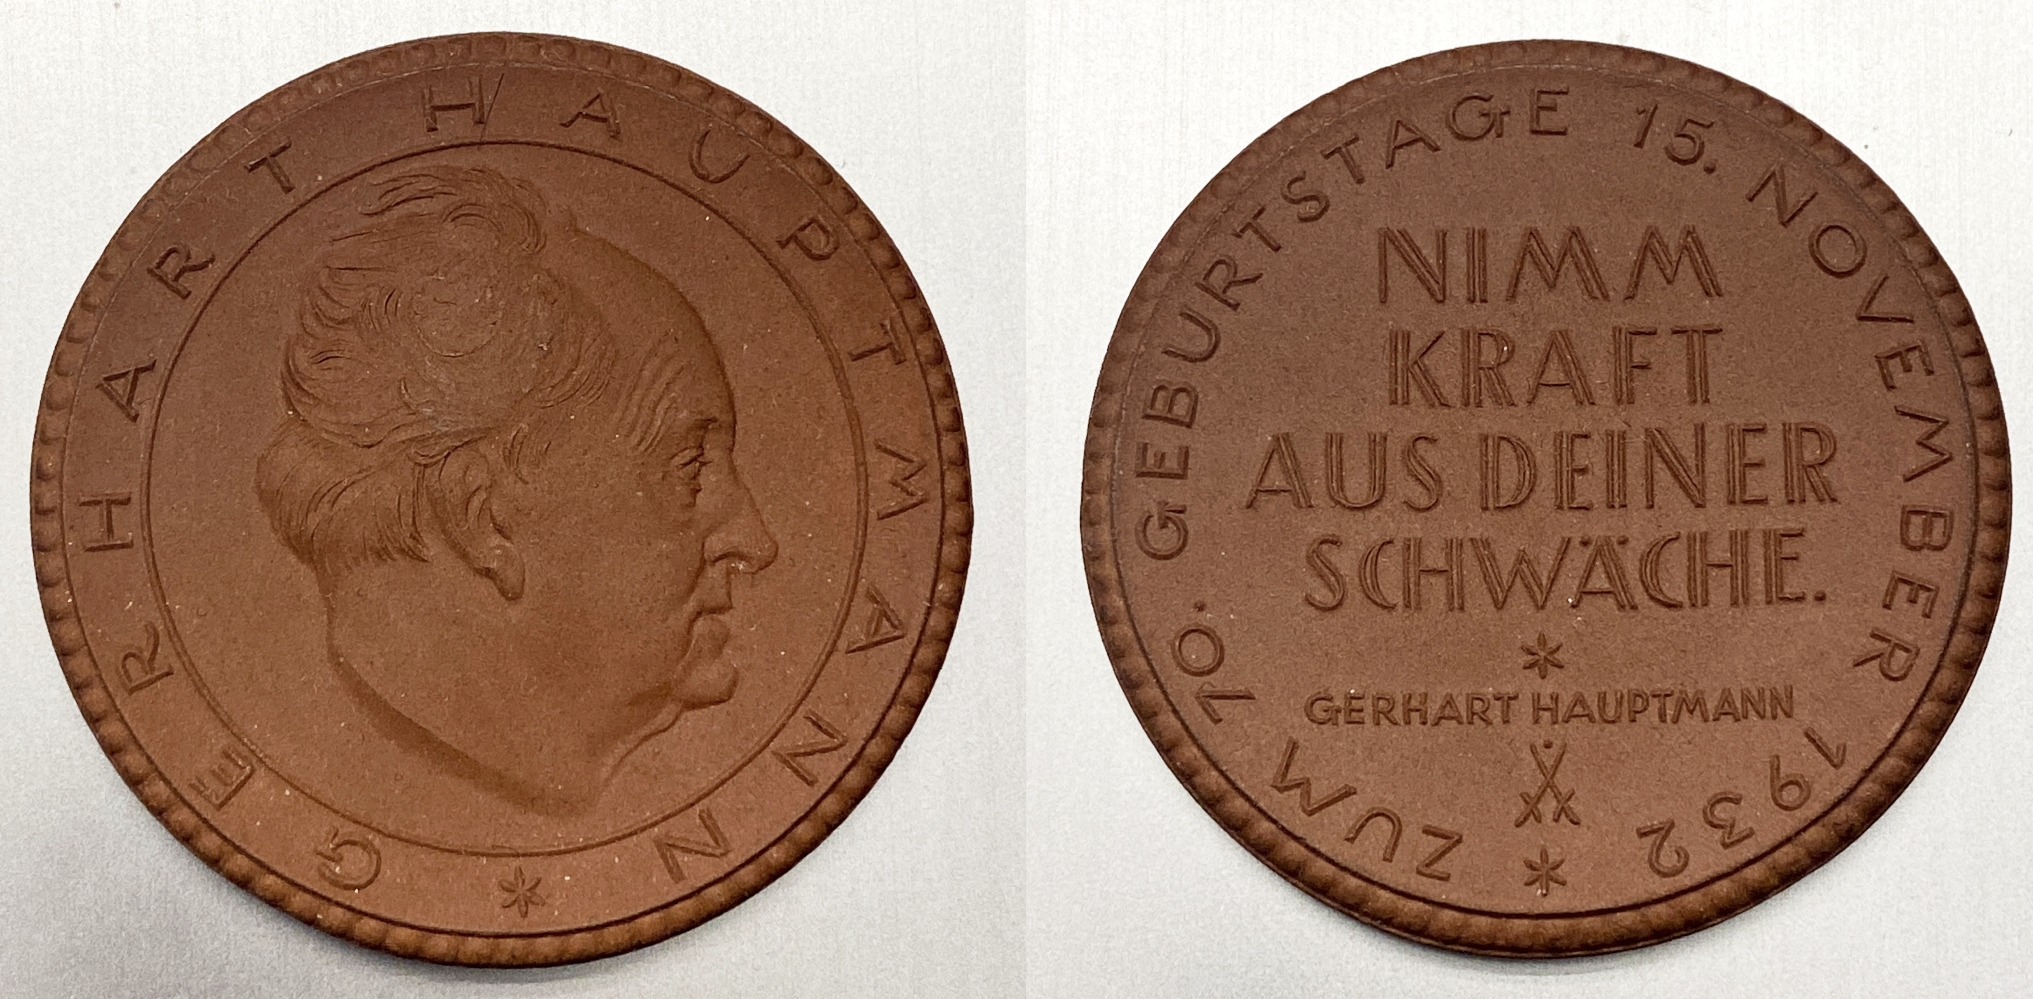 GERHART HAUPTMANN
ZUM 70. GEBURTSTAGE 15. NOVEMBER 1932
NIMM
KRAFT
AUS DEINER
SCHWÄCHE.
GERHART HAUPTMANN